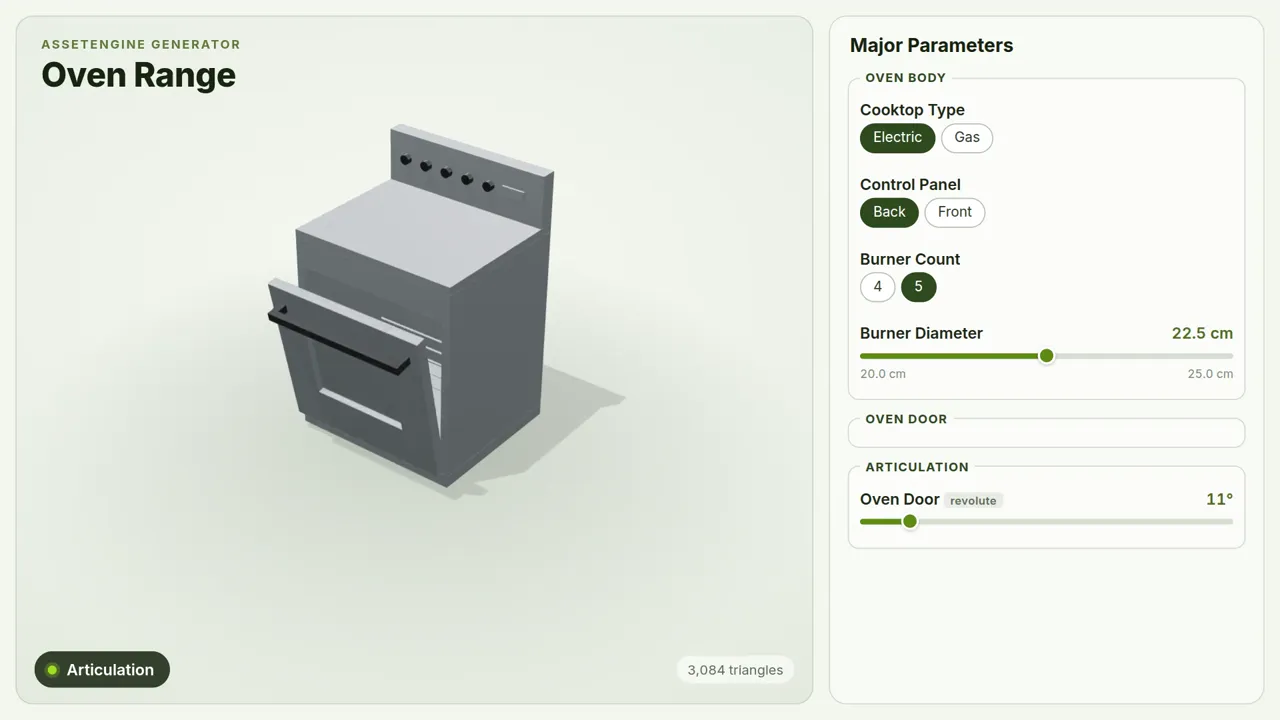 ASSETENGINE GENERATOR
Oven Range
Articulation
3,084 triangles
Major Parameters
OVEN BODY
Cooktop Type
Electric Gas
Control Panel
Back Front
Burner Count
4 5
Burner Diameter 22.5 cm
20.0 cm 25.0 cm
OVEN DOOR
ARTICULATION
Oven Door revolute 11°